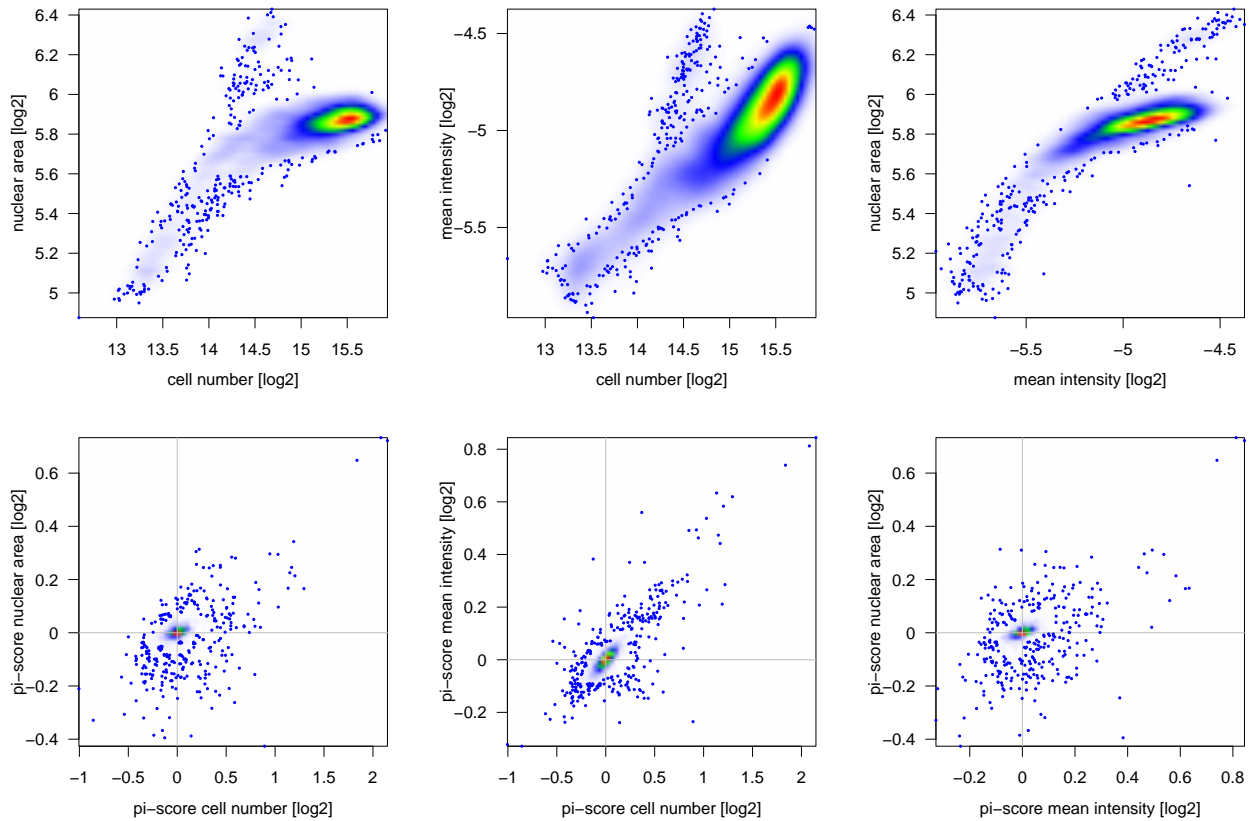 6.4
6.2
6
5.8
5.6
5.4
5.2
5
nuclear area [log2]
13 13.5 14 14.5 15 15.5
cell number [log2]
−4.5
−5
−5.5
mean intensity [log2]
13 13.5 14 14.5 15 15.5
cell number [log2]
6.4
6.2
6
5.8
5.6
5.4
5.2
5
nuclear area [log2]
−5.5 −5 −4.5
mean intensity [log2]
0.6
0.4
0.2
0
−0.2
−0.4
pi−score nuclear area [log2]
−1 −0.5 0 0.5 1 1.5 2
pi−score cell number [log2]
0.8
0.6
0.4
0.2
0
−0.2
pi−score mean intensity [log2]
−1 −0.5 0 0.5 1 1.5 2
pi−score cell number [log2]
0.6
0.4
0.2
0
−0.2
−0.4
pi−score nuclear area [log2]
−0.2 0 0.2 0.4 0.6 0.8
pi−score mean intensity [log2]